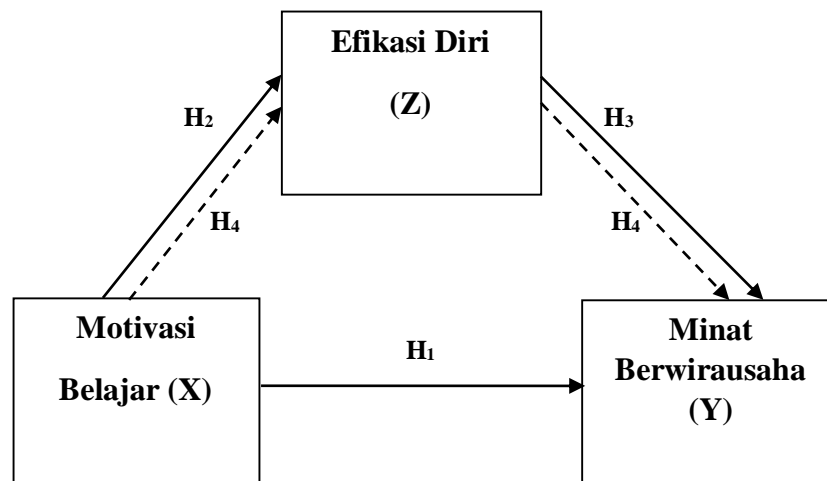 Efikasi Diri
(Z)
H₂
H₃
H₄
H₄
Motivasi
Belajar (X)
H₁
Minat
Berwirausaha
(Y)